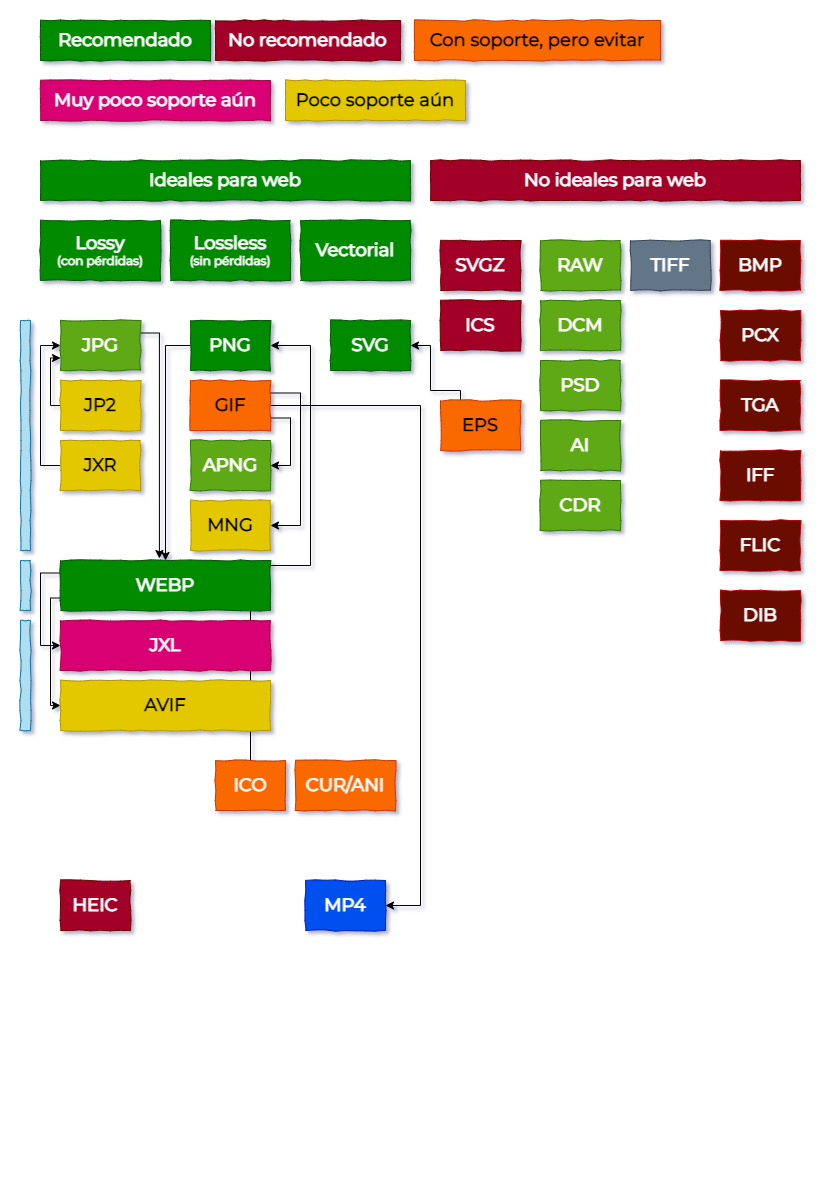 Recomendado
No recomendado
Con soporte, pero evitar
Muy poco soporte aún
Poco soporte aún
Ideales para web
No ideales para web
Lossy
(con pérdidas)
Lossless
(sin pérdidas)
Vectorial
SVGZ
RAW
TIFF
BMP
ICS
DCM
PCX
JPG
PNG
SVG
PSD
TGA
JP2
GIF
EPS
AI
IFF
JXR
APNG
CDR
MNG
FLIC
WEBP
DIB
JXL
AVIF
ICO
CUR/ANI
HEIC
MP4